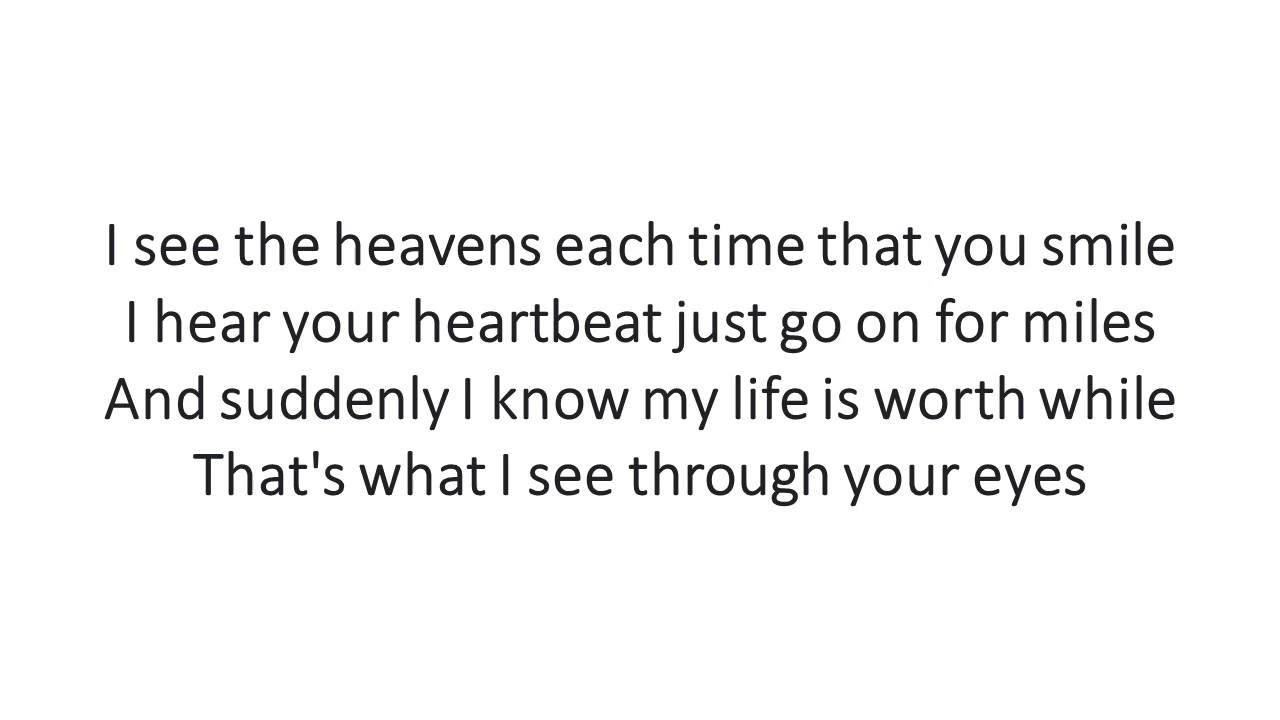 I see the heavens each time that you smile
I hear your heartbeat just go on for miles
And suddenly I know my life is worth while
That's what I see through your eyes